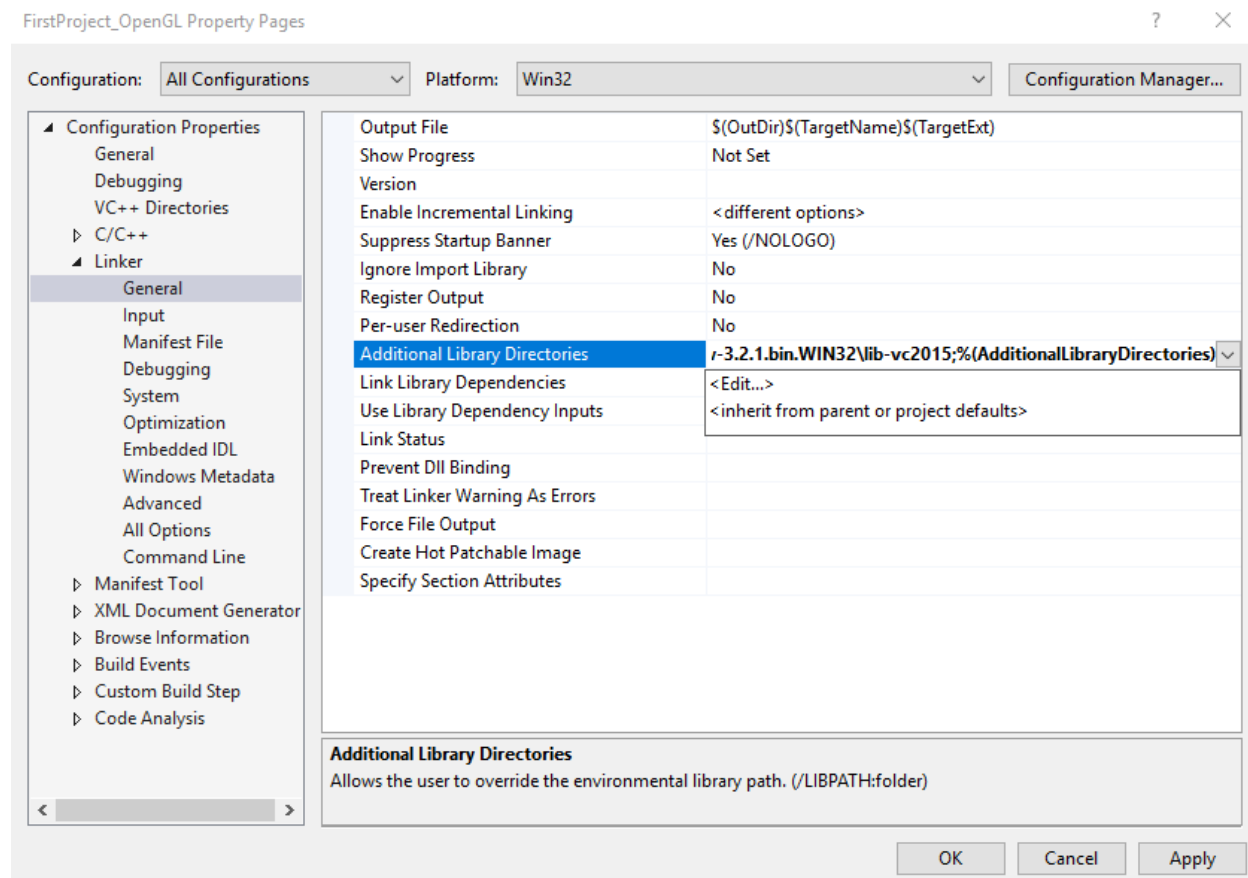 FirstProject_OpenGL Property Pages
Configuration: All Configurations Platform: Win32 Configuration Manager...
Configuration Properties
General
Debugging
VC++ Directories
C/C++
Linker
General
Input
Manifest File
Debugging
System
Optimization
Embedded IDL
Windows Metadata
Advanced
All Options
Command Line
Manifest Tool
XML Document Generator
Browse Information
Build Events
Custom Build Step
Code Analysis
Output File $(OutDir)$(TargetName)$(TargetExt)
Show Progress Not Set
Version
Enable Incremental Linking <different options>
Suppress Startup Banner Yes (/NOLOGO)
Ignore Import Library No
Register Output No
Per-user Redirection No
Additional Library Directories -3.2.1.bin.WIN32\lib-vc2015;%(AdditionalLibraryDirectories)
Link Library Dependencies <Edit...>
Use Library Dependency Inputs <inherit from parent or project defaults>
Link Status
Prevent Dll Binding
Treat Linker Warning As Errors
Force File Output
Create Hot Patchable Image
Specify Section Attributes
Additional Library Directories
Allows the user to override the environmental library path. (/LIBPATH:folder)
OK Cancel Apply